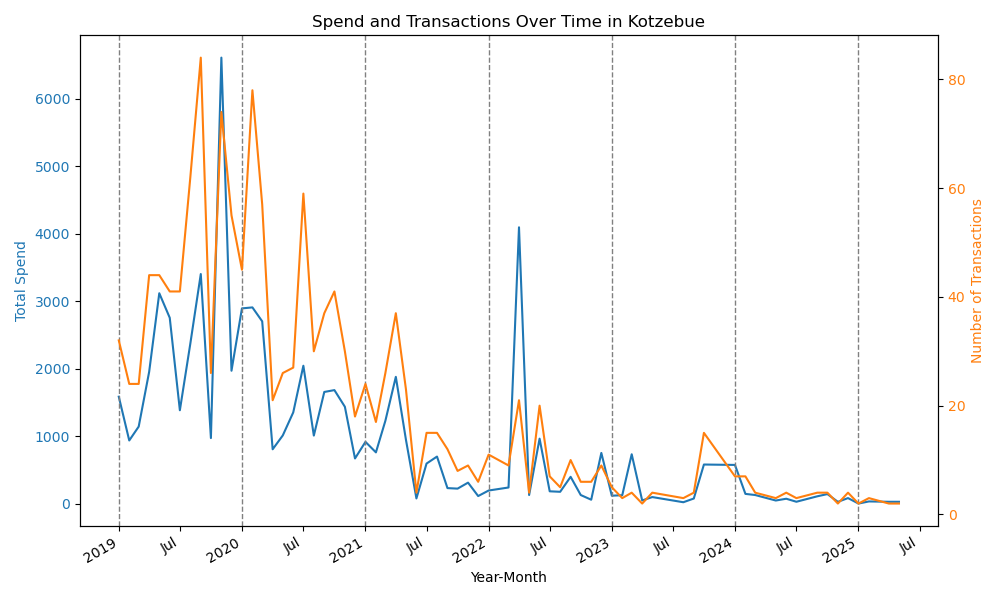 Spend and Transactions Over Time in Kotzebue
Total Spend
6000
5000
4000
3000
2000
1000
0
80
60
40
20
0
Number of Transactions
2019
Jul
2020
Jul
2021
Jul
2022
Jul
2023
Jul
2024
Jul
2025
Jul
Year-Month